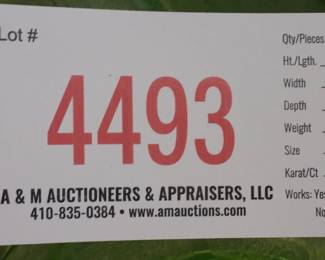 Lot #
4493
A & M AUCTIONEERS & APPRAISERS, LLC
410-835-0384 • www.amauctions.com
Qty/Pieces
Ht./Lgth.
Width
Depth
Weight
Size
Karat/Ct
Works: Yes
No